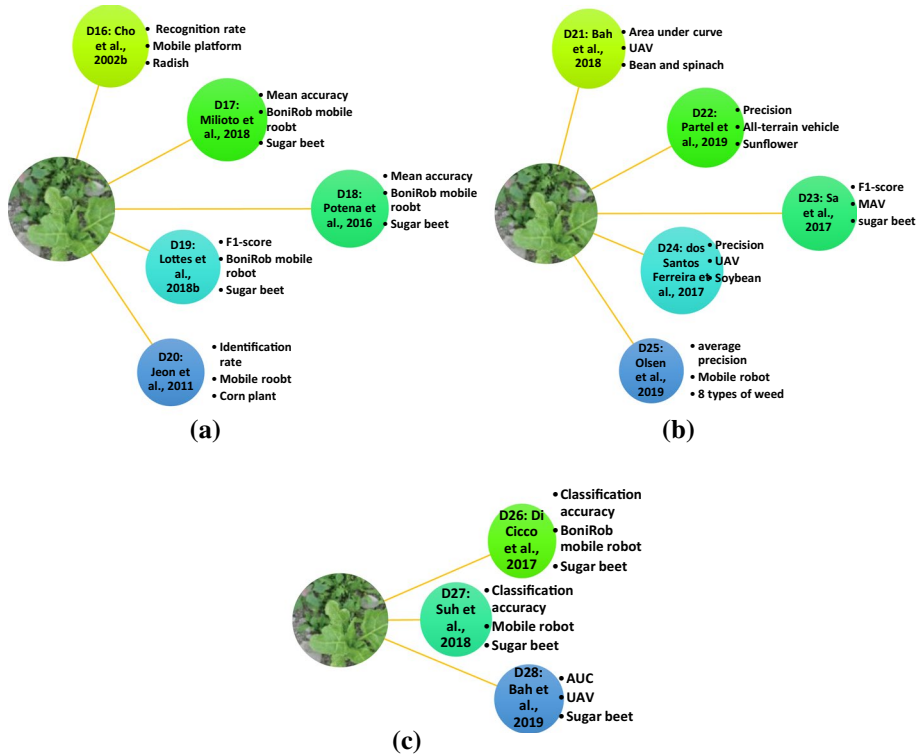 D16: Cho
et al.,
2002b
• Recognition rate
• Mobile platform
• Radish
D17:
Milioto et
al., 2018
• Mean accuracy
• BoniRob mobile
roobt
• Sugar beet
D18:
Potena et
al., 2016
• Mean accuracy
• BoniRob mobile
roobt
• Sugar beet
D19:
Lottes et
al.,
2018b
• F1-score
• BoniRob mobile
robot
• Sugar beet
D20:
Jeon et
al., 2011
• Identification
rate
• Mobile roobt
• Corn plant
(a)
D21: Bah
et al.,
2018
• Area under curve
• UAV
• Bean and spinach
D22:
Partel et
al., 2019
• Precision
• All-terrain vehicle
• Sunflower
D23: Sa
et al.,
2017
• F1-score
• MAV
• sugar beet
D24: dos
Santos
Ferreira et
al., 2017
• Precision
• UAV
• Soybean
D25:
Olsen et
al., 2019
• average
precision
• Mobile robot
• 8 types of weed
(b)
D26: Di
Cicco et
al.,
2017
• Classification
accuracy
• BoniRob
mobile robot
• Sugar beet
D27:
Suh et
al.,
2018
• Classification
accuracy
• Mobile robot
• Sugar beet
D28:
Bah et
al.,
2019
• AUC
• UAV
• Sugar beet
(c)